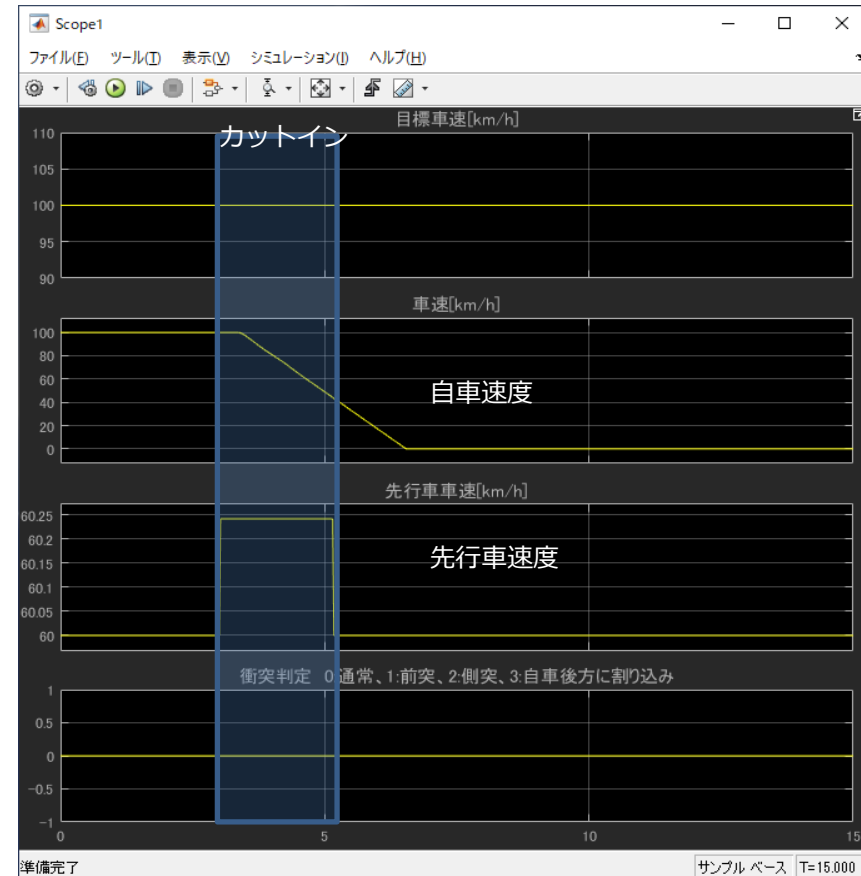 Scope1
ファイル(F) ツール(T) 表示(V) シミュレーション(I) ヘルプ(H)
目標車速[km/h]
カットイン
110
105
100
95
90
車速[km/h]
100
80
60
40
20
0
自車速度
先行車車速[km/h]
60.25
60.2
60.15
60.1
60.05
60
先行車速度
衝突判定 0:通常、1:前突、2:側突、3:自車後方に割り込み
1
0.5
0
-0.5
-1
0 5 10 15
準備完了 サンプル ベース T=15.000